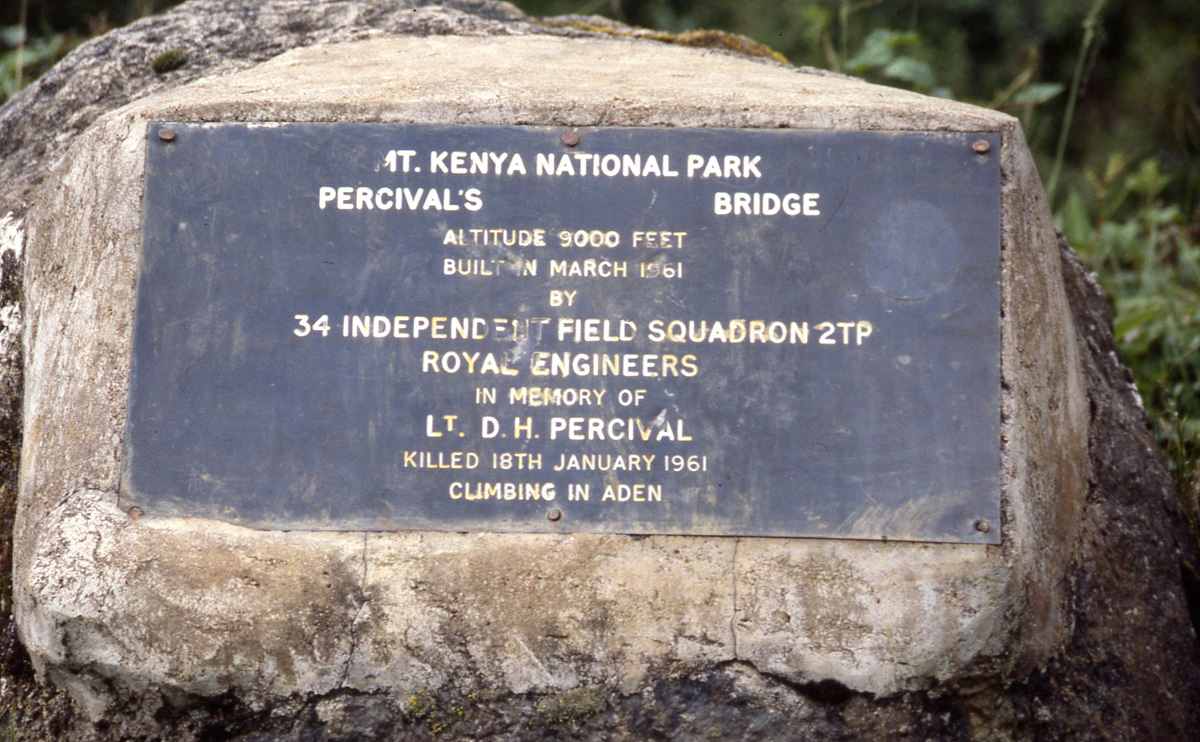 MT. KENYA NATIONAL PARK
PERCIVAL'S BRIDGE
ALTITUDE 9000 FEET
BUILT IN MARCH 1961
BY
34 INDEPENDENT FIELD SQUADRON 2TP
ROYAL ENGINEERS
IN MEMORY OF
LT. D.H. PERCIVAL
KILLED 18TH JANUARY 1961
CLIMBING IN ADEN